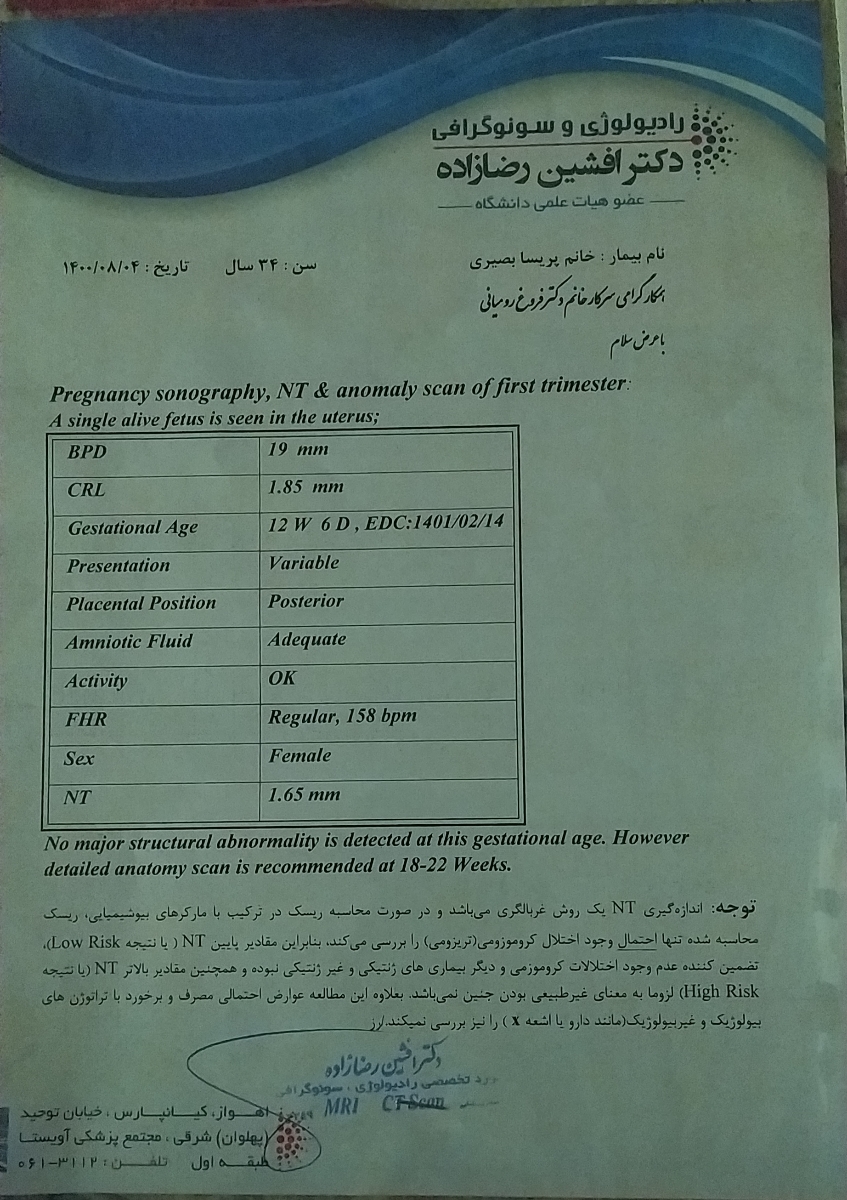 رادیولوژی و سونوگرافی
دکتر افشین رضازاده
عضو هیات علمی دانشگاه
نام بیمار : خانم پریسا بصیری سن : ۳۴ سال تاریخ : ۱۴۰۰/۰۸/۰۴
همکار گرامی سرکار خانم دکتر فروغ رومیانی
با عرض سلام
Pregnancy sonography, NT & anomaly scan of first trimester:
A single alive fetus is seen in the uterus;
BPD 19 mm
CRL 1.85 mm
Gestational Age 12 W 6 D , EDC:1401/02/14
Presentation Variable
Placental Position Posterior
Amniotic Fluid Adequate
Activity OK
FHR Regular, 158 bpm
Sex Female
NT 1.65 mm
No major structural abnormality is detected at this gestational age. However
detailed anatomy scan is recommended at 18-22 Weeks.
توجه: اندازه‌گیری NT یک روش غربالگری می‌باشد و در صورت محاسبه ریسک در ترکیب با مارکرهای بیوشیمیایی، ریسک
محاسبه شده تنها احتمال وجود اختلال کروموزومی(تریزومی) را بررسی می‌کند، بنابراین مقادیر پایین NT ( یا نتیجه Low Risk)،
تضمین کننده عدم وجود اختلالات کروموزمی و دیگر بیماری های ژنتیکی و غیر ژنتیکی نبوده و همچنین مقادیر بالاتر NT (یا نتیجه
High Risk) لزوما به معنای غیرطبیعی بودن جنین نمی‌باشد. بعلاوه این مطالعه عوارض احتمالی مصرف و برخورد با تراتوژن های
بیولوژیک و غیربیولوژیک(مانند دارو یا اشعه x ) را نیز بررسی نمیکند.
دکتر افشین رضازاده
تخصصی رادیولوژی ، سونوگرافی
MRI CT Scan
اهـواز، کیـانپـارس ، خیابان توحید
(پهلوان) شرقی ، مجتمع پزشکی آویستا
طبقـه اول تلفـن : ۳۱۱۲-۰۶۱